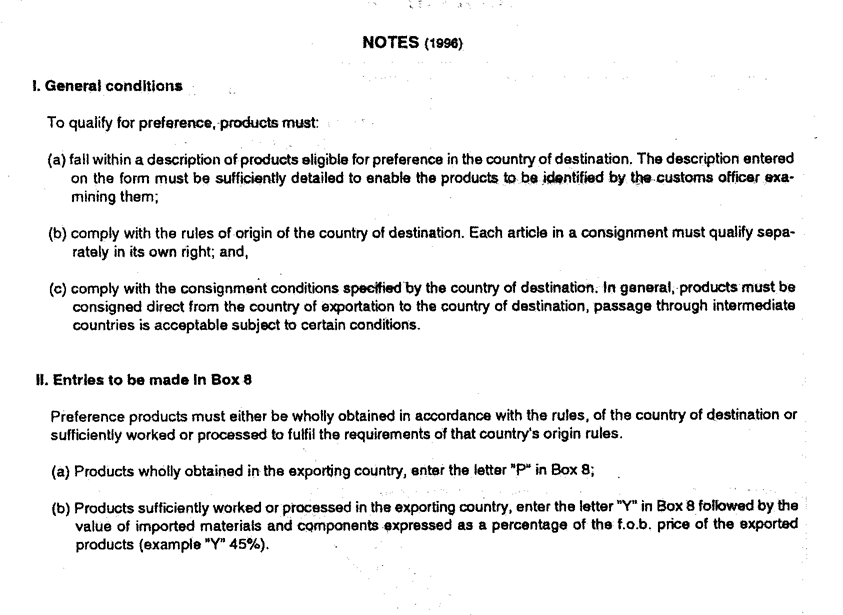 NOTES (1996)
I. General conditions
To qualify for preference, products must:
(a) fall within a description of products eligible for preference in the country of destination. The description entered
on the form must be sufficiently detailed to enable the products to be identified by the customs officer exa-
mining them;
(b) comply with the rules of origin of the country of destination. Each article in a consignment must qualify sepa-
rately in its own right; and,
(c) comply with the consignment conditions specified by the country of destination. In general, products must be
consigned direct from the country of exportation to the country of destination, passage through intermediate
countries is acceptable subject to certain conditions.
II. Entries to be made in Box 8
Preference products must either be wholly obtained in accordance with the rules, of the country of destination or
sufficiently worked or processed to fulfil the requirements of that country's origin rules.
(a) Products wholly obtained in the exporting country, enter the letter "P" in Box 8;
(b) Products sufficiently worked or processed in the exporting country, enter the letter "Y" in Box 8 followed by the
value of imported materials and components expressed as a percentage of the f.o.b. price of the exported
products (example "Y" 45%).